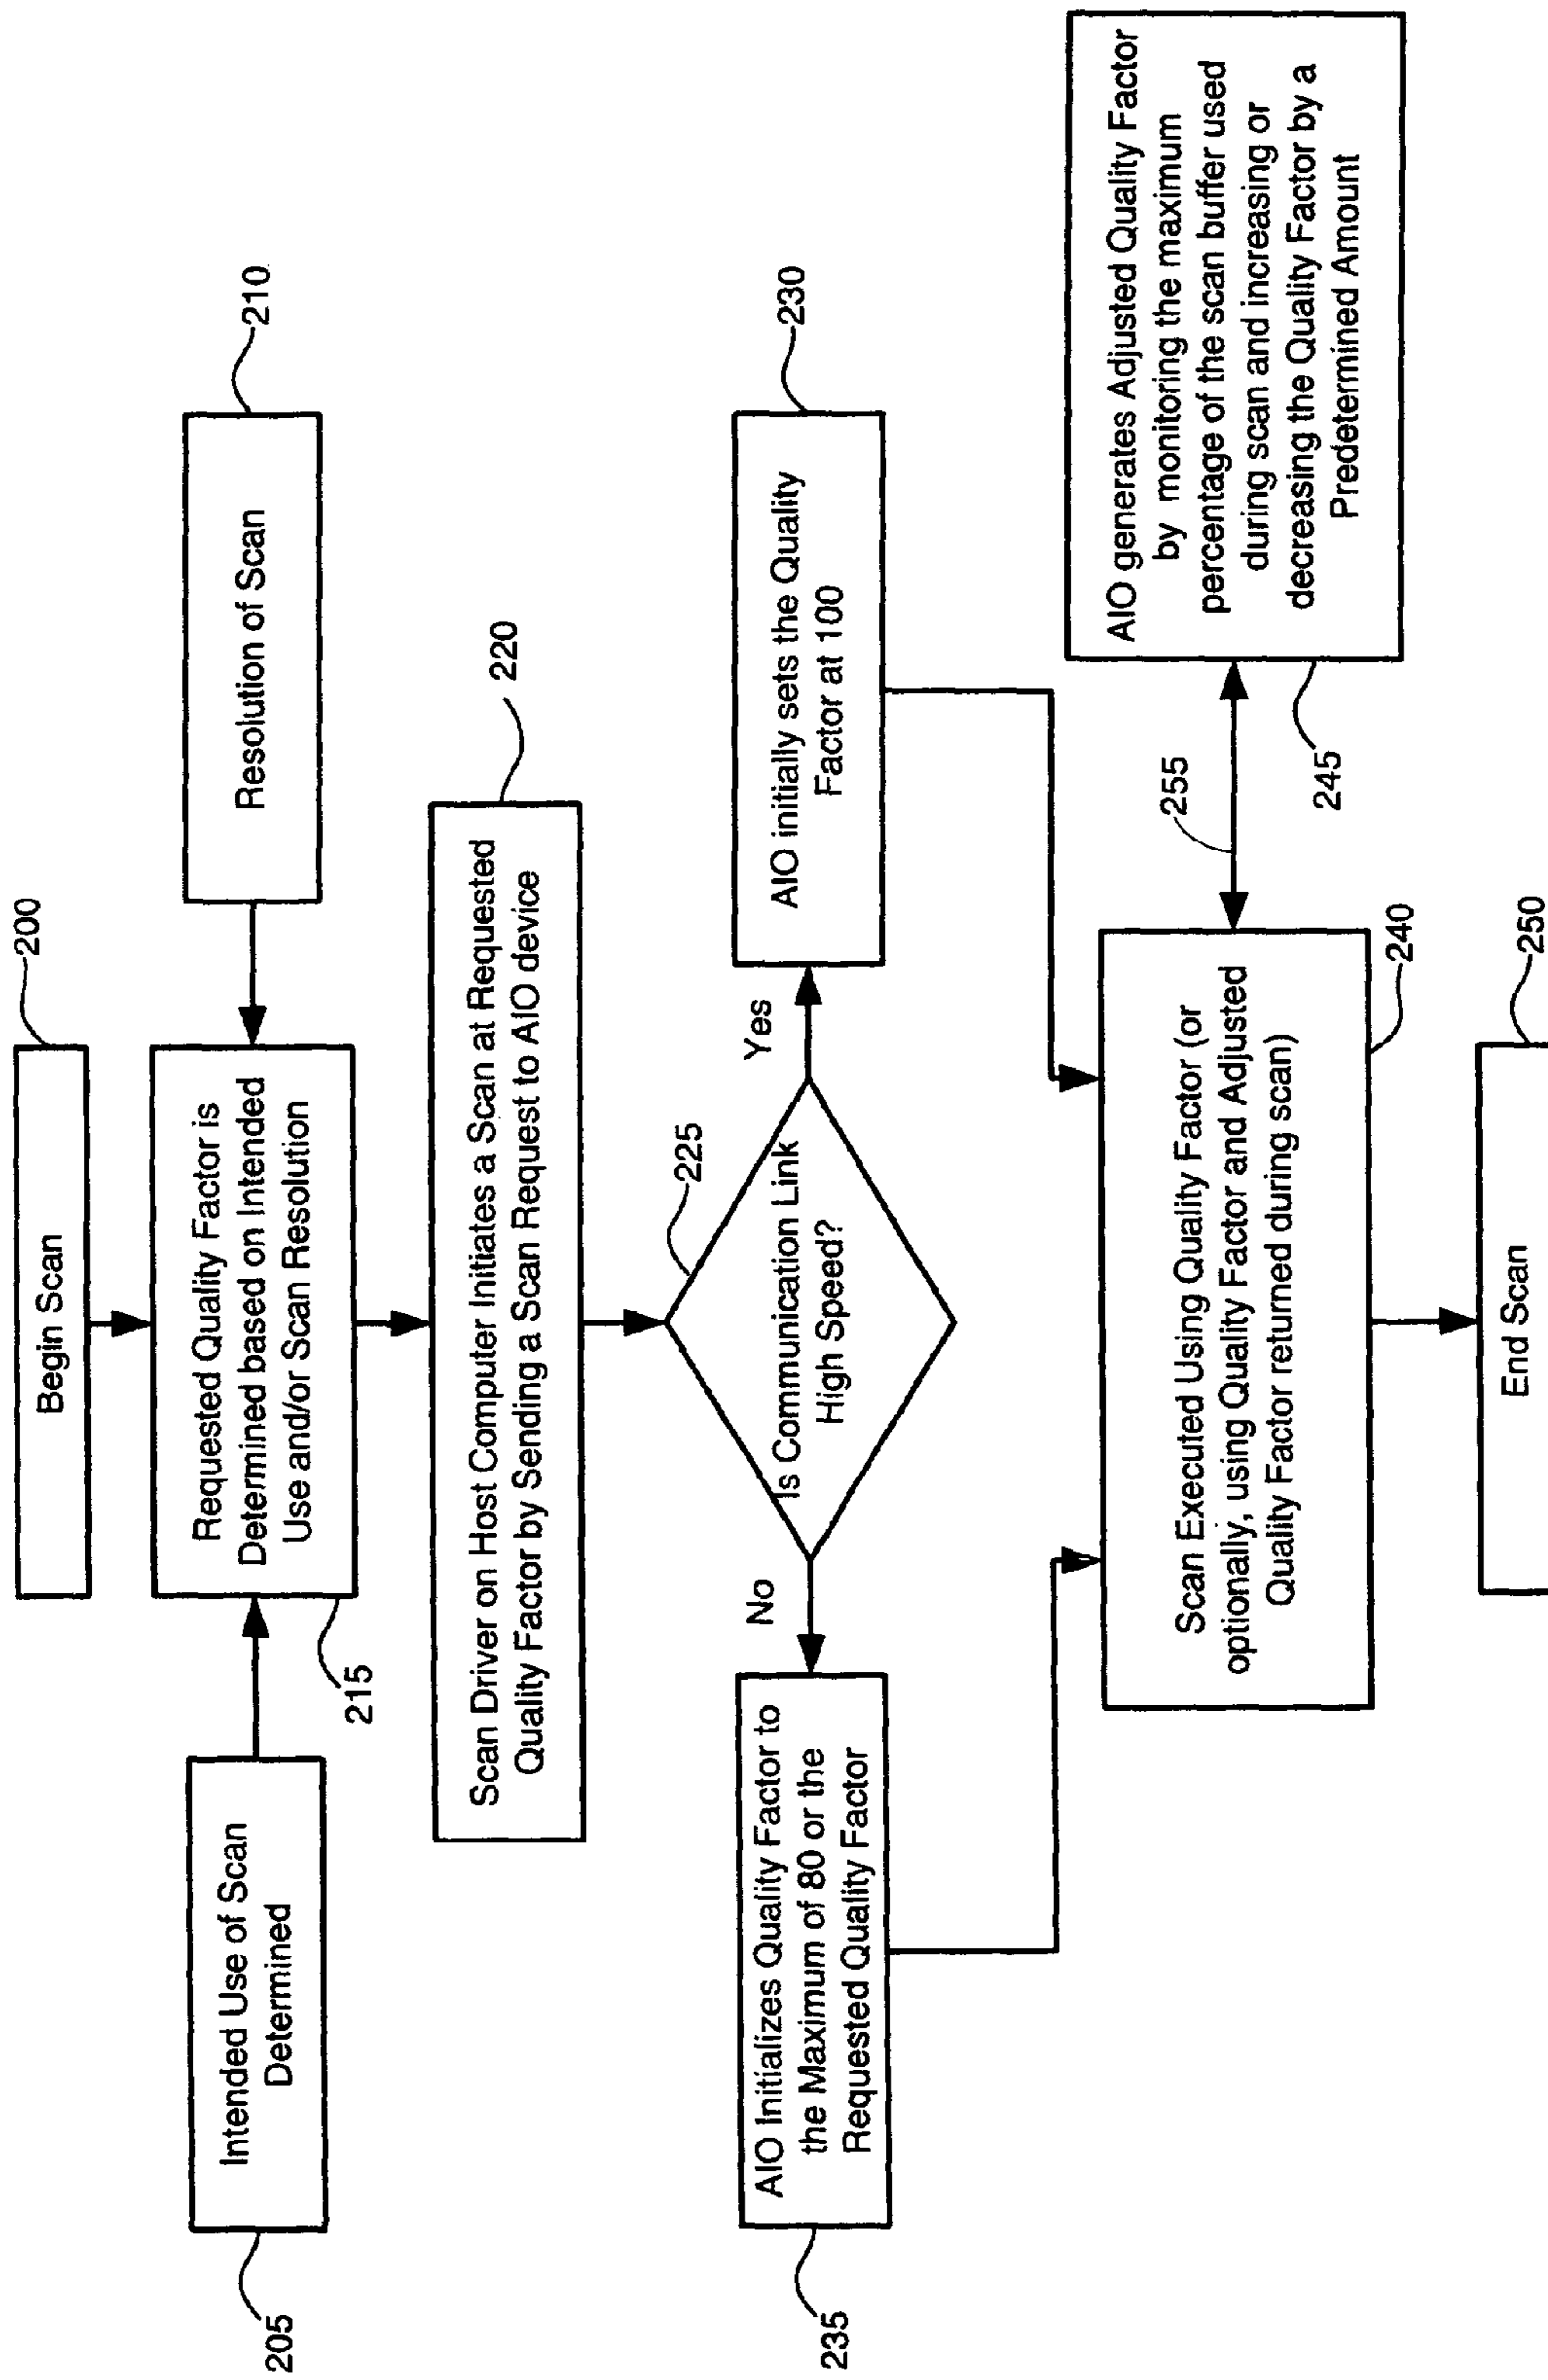 Begin Scan
200
Intended Use of Scan
Determined
205
Requested Quality Factor is
Determined based on Intended
Use and/or Scan Resolution
215
Resolution of Scan
210
Scan Driver on Host Computer Initiates a Scan at Requested
Quality Factor by Sending a Scan Request to AIO device
220
Is Communication Link
High Speed?
225
No
Yes
AIO Initializes Quality Factor to
the Maximum of 80 or the
Requested Quality Factor
235
AIO initially sets the Quality
Factor at 100
230
Scan Executed Using Quality Factor (or
optionally, using Quality Factor and Adjusted
Quality Factor returned during scan)
240
255
AIO generates Adjusted Quality Factor
by monitoring the maximum
percentage of the scan buffer used
during scan and increasing or
decreasing the Quality Factor by a
Predetermined Amount
245
End Scan
250